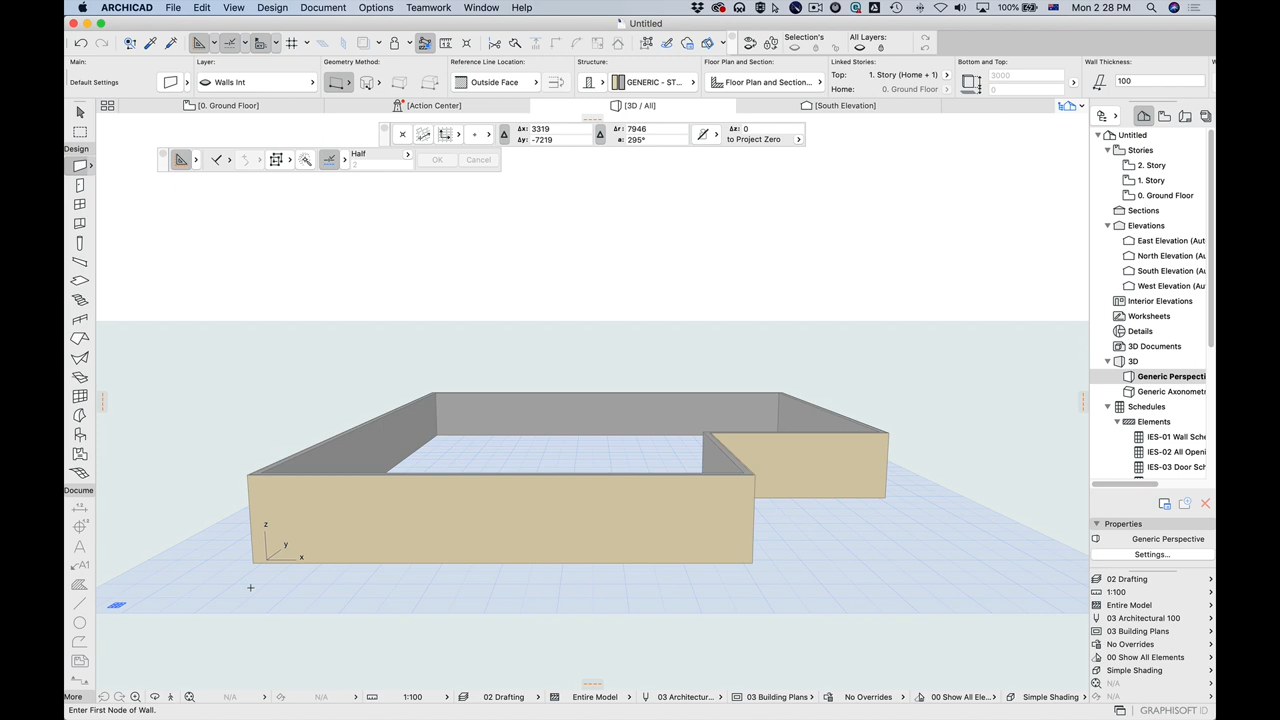 ARCHICAD File Edit View Design Document Options Teamwork Window Help 100% Mon 2 28 PM
Untitled
Selection's
All Layers:
Main:
Layer:
Geometry Method:
Reference Line Location:
Structure:
Floor Plan and Section...
Linked Stories:
Bottom and Top:
Wall Thickness:
Default Settings
Walls Int
Outside Face
GENERIC - ST...
Floor Plan and Section...
Top: 1. Story (Home + 1)
Home: 0. Ground Floor
3000
0
100
[0. Ground Floor]
[Action Center]
[3D / All]
[South Elevation]
Δx: 3319
Δy: -7219
Δr: 7946
a: 295°
Δz: 0
to Project Zero
Half
2
OK
Cancel
Design
Docume
More
Untitled
Stories
2. Story
1. Story
0. Ground Floor
Sections
Elevations
East Elevation (Aut
North Elevation (Au
South Elevation (Au
West Elevation (Aut
Interior Elevations
Worksheets
Details
3D Documents
3D
Generic Perspecti
Generic Axonomet
Schedules
Elements
IES-01 Wall Sche
IES-02 All Openi
IES-03 Door Sch
z
y
x
Properties
Generic Perspective
Settings...
02 Drafting
1:100
Entire Model
03 Architectural 100
03 Building Plans
No Overrides
00 Show All Elements
Simple Shading
N/A
N/A
N/A
N/A
1:100
02 Drafting
Entire Model
03 Architectur...
03 Building Plans
No Overrides
00 Show All Ele...
Simple Shading
Enter First Node of Wall.
GRAPHISOFT ID